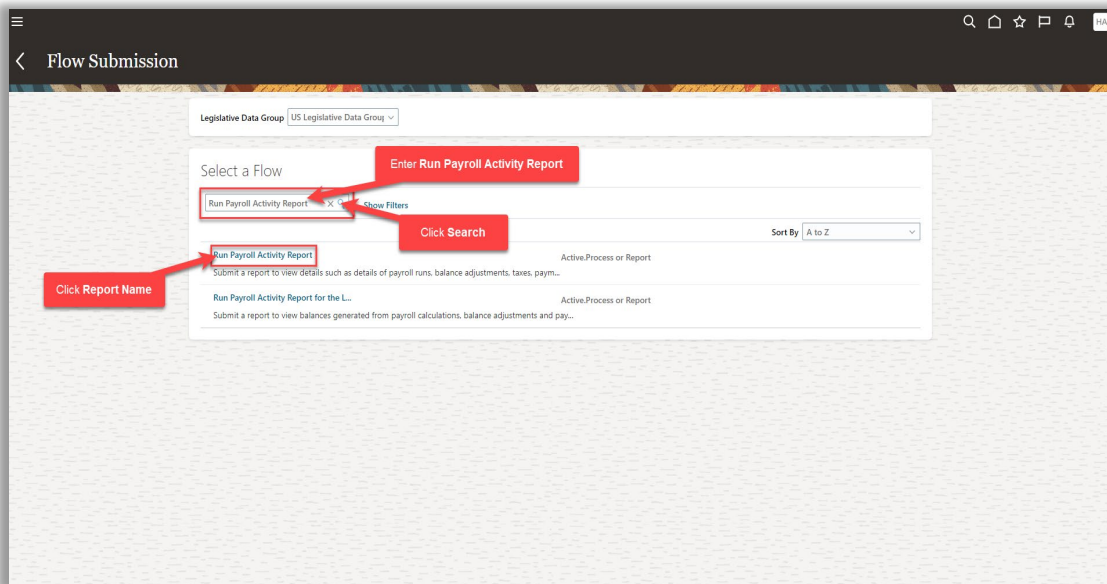 HA
Flow Submission
Legislative Data Group US Legislative Data Group
Select a Flow
Enter Run Payroll Activity Report
Run Payroll Activity Report
Show Filters
Click Search
Sort By A to Z
Run Payroll Activity Report
Active.Process or Report
Submit a report to view details such as details of payroll runs, balance adjustments, taxes, paym...
Click Report Name
Run Payroll Activity Report for the L...
Active.Process or Report
Submit a report to view balances generated from payroll calculations, balance adjustments and pay...